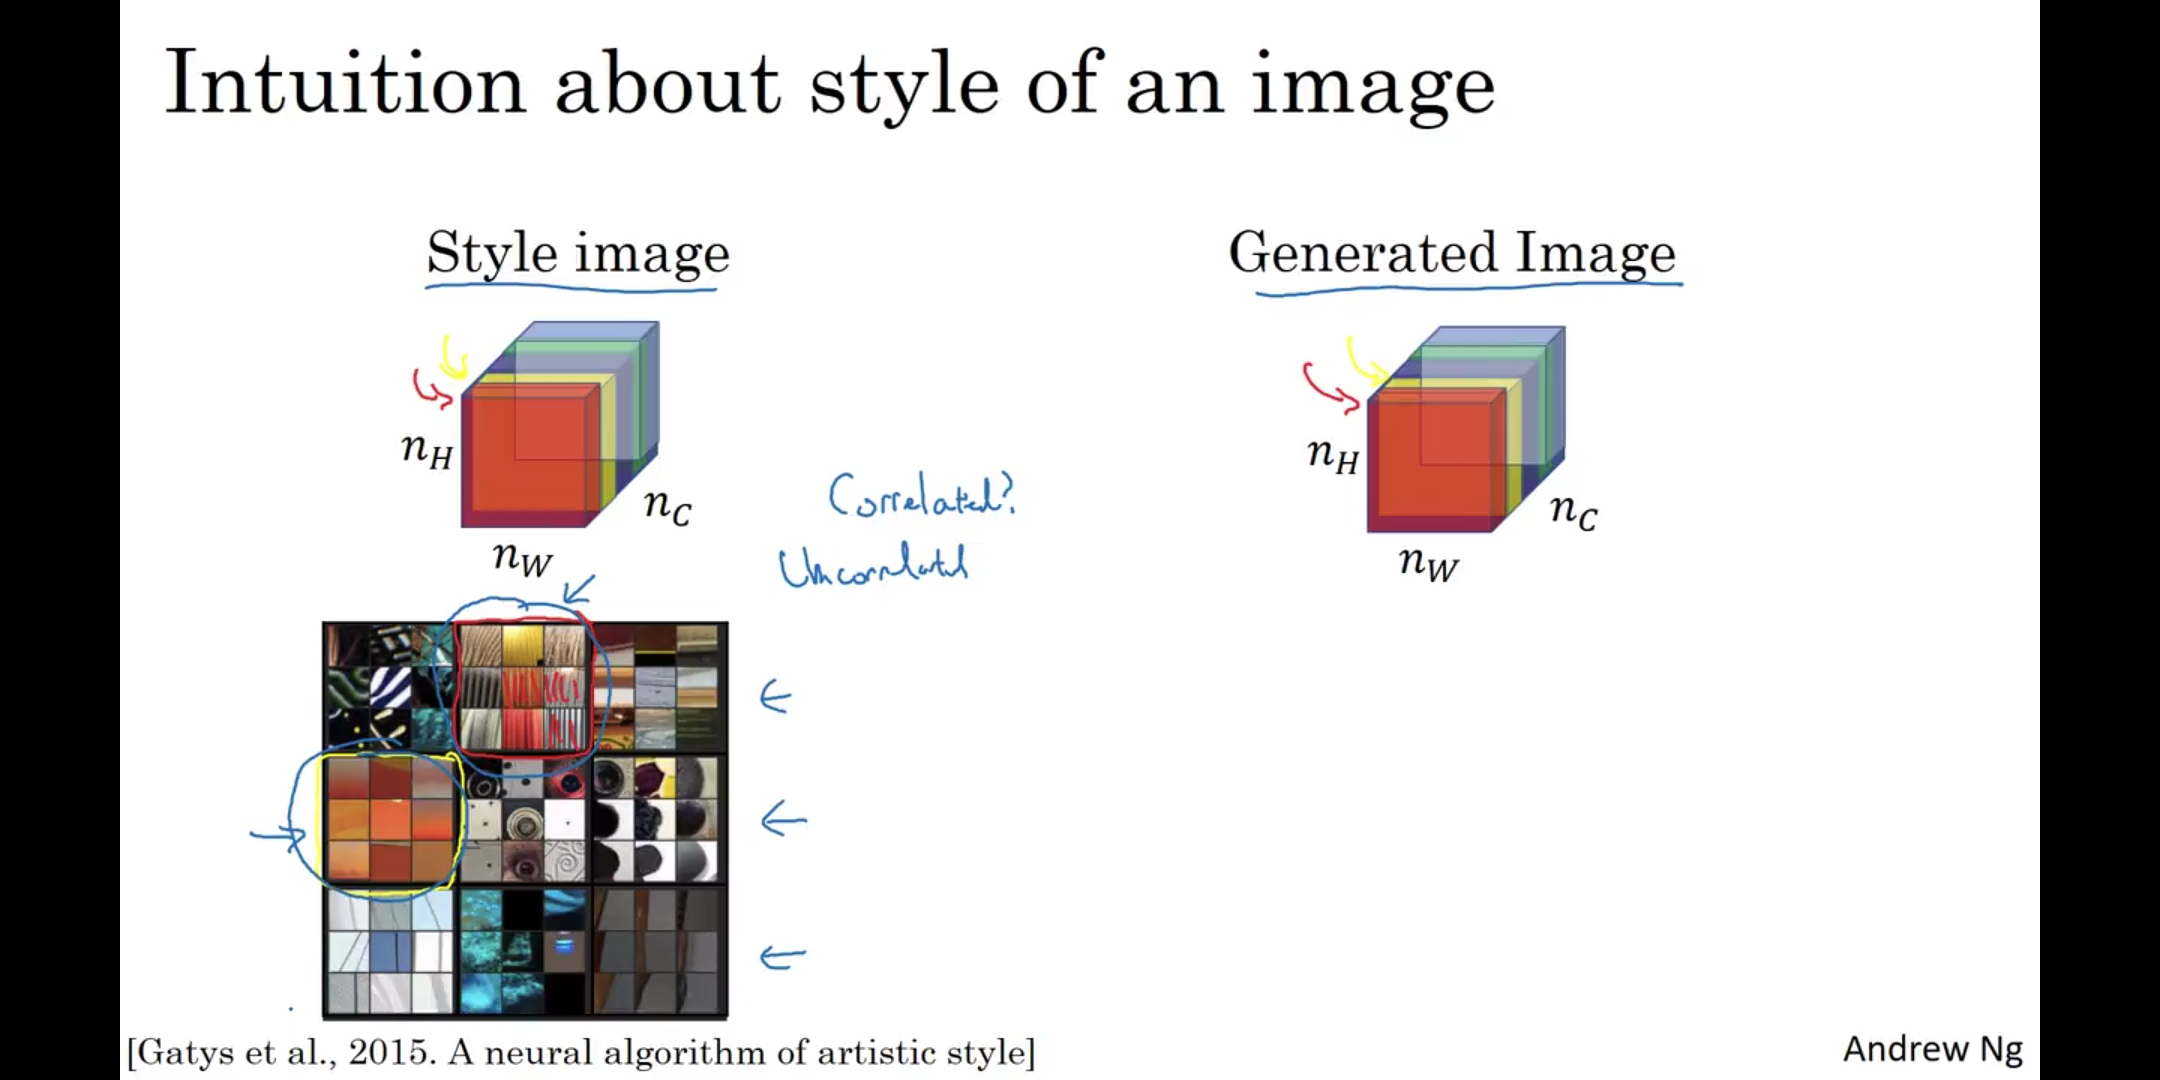 Intuition about style of an image
Style image
Generated Image
n_H
n_C
n_W
n_H
n_C
n_W
Correlated?
Uncorrelated
[Gatys et al., 2015. A neural algorithm of artistic style]
Andrew Ng